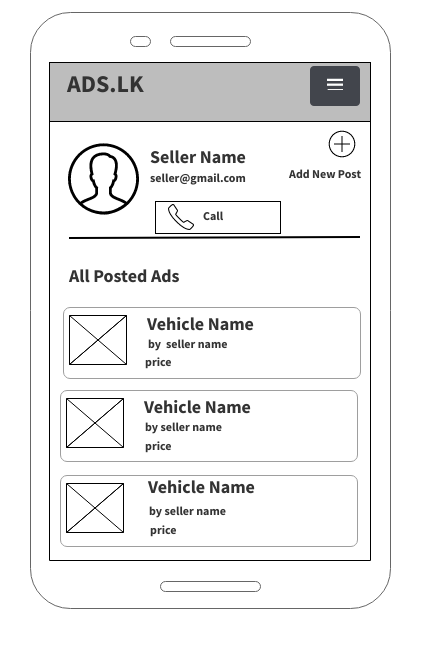 ADS.LK
Seller Name
seller@gmail.com
Add New Post
Call
All Posted Ads
Vehicle Name
by  seller name
price
Vehicle Name
by seller name
price
Vehicle Name
by seller name
price